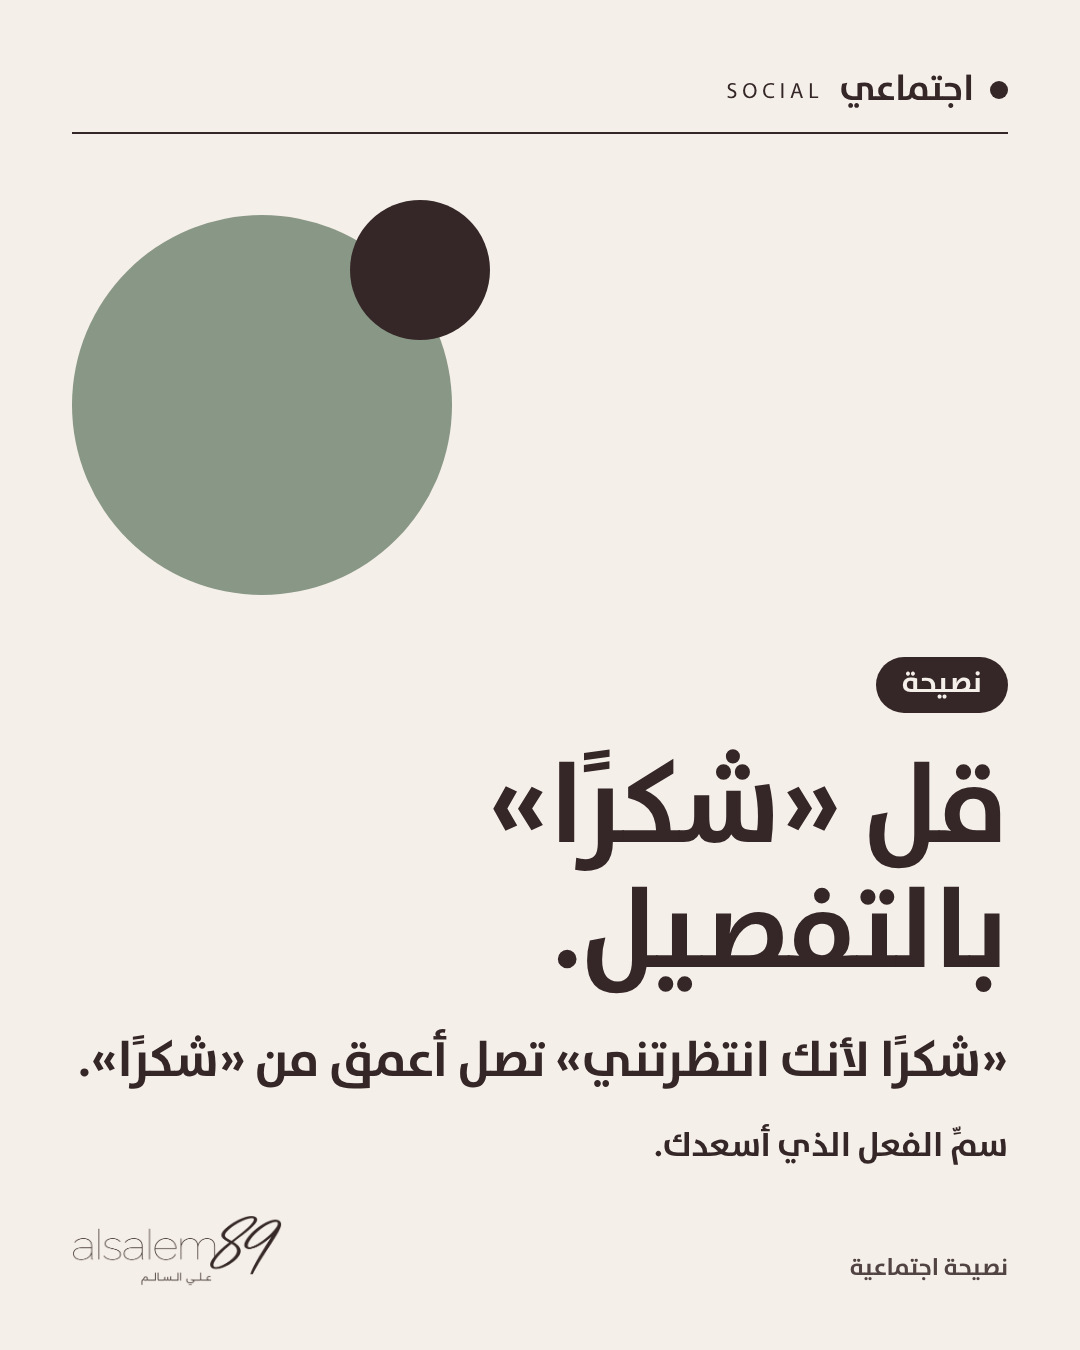 اجتماعي SOCIAL
نصيحة
قل «شكرًا»
بالتفصيل.
«شكرًا لأنك انتظرتني» تصل أعمق من «شكرًا».
سمِّ الفعل الذي أسعدك.
نصيحة اجتماعية
alsalem89
علي السالم